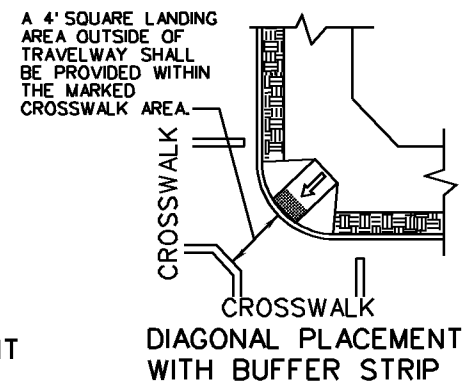 A 4' SQUARE LANDING
AREA OUTSIDE OF
TRAVELWAY SHALL
BE PROVIDED WITHIN
THE MARKED
CROSSWALK AREA.
CROSSWALK
CROSSWALK
DIAGONAL PLACEMENT
WITH BUFFER STRIP